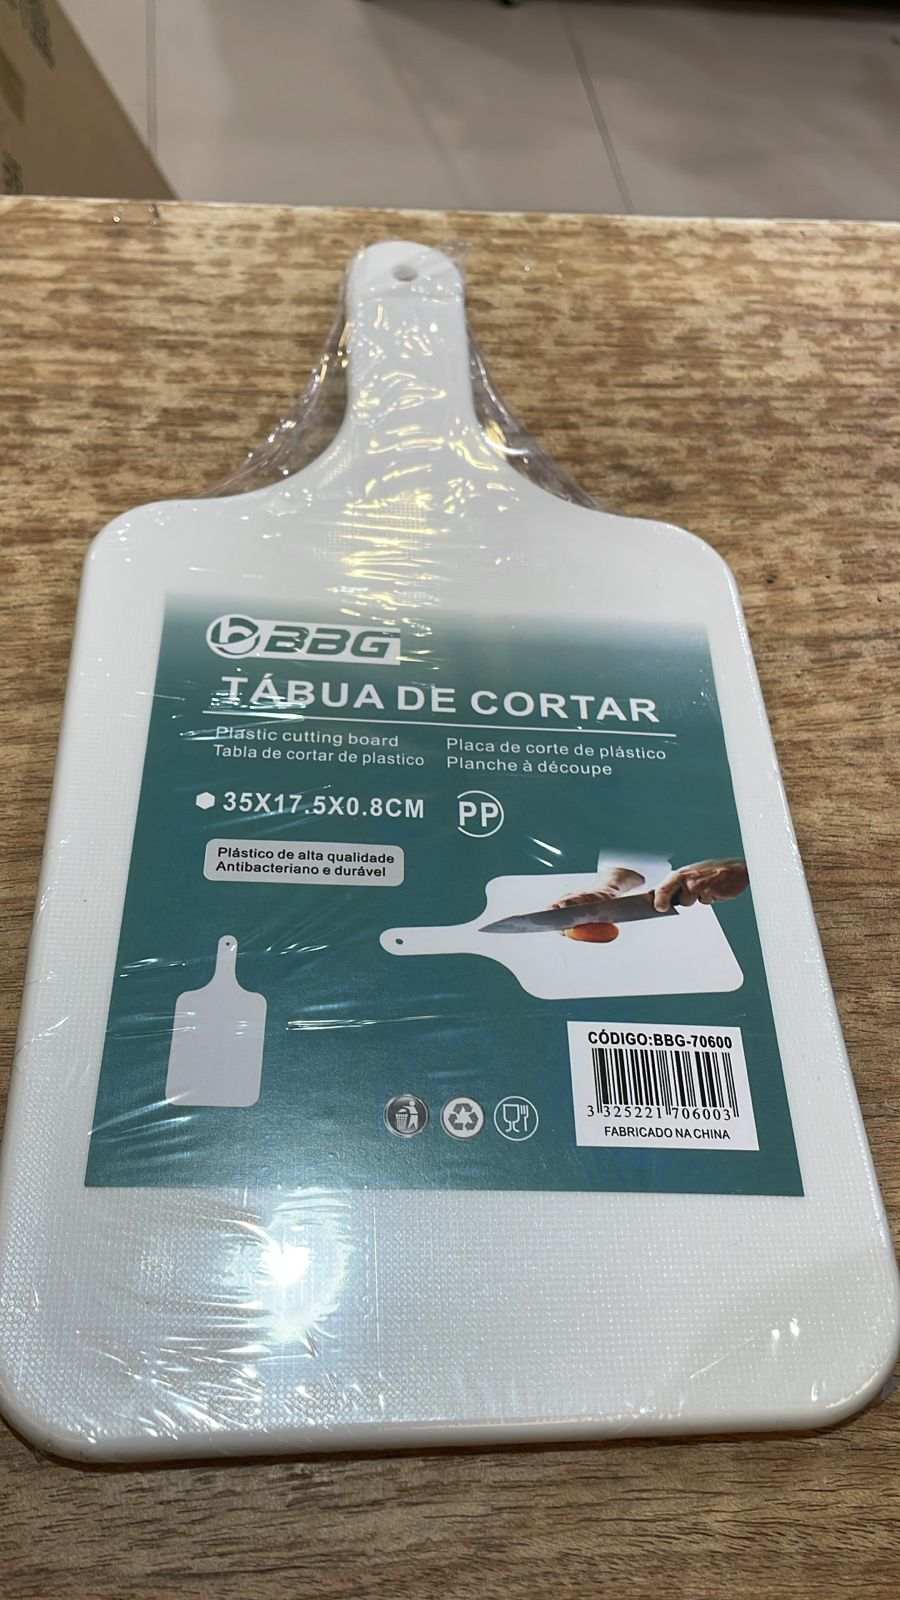 BBG
TÁBUA DE CORTAR
Plastic cutting board
Tabla de cortar de plastico
Placa de corte de plástico
Planche à découpe
35X17.5X0.8CM
PP
Plástico de alta qualidade
Antibacteriano e durável
CÓDIGO:BBG-70600
3 325221 706003
FABRICADO NA CHINA